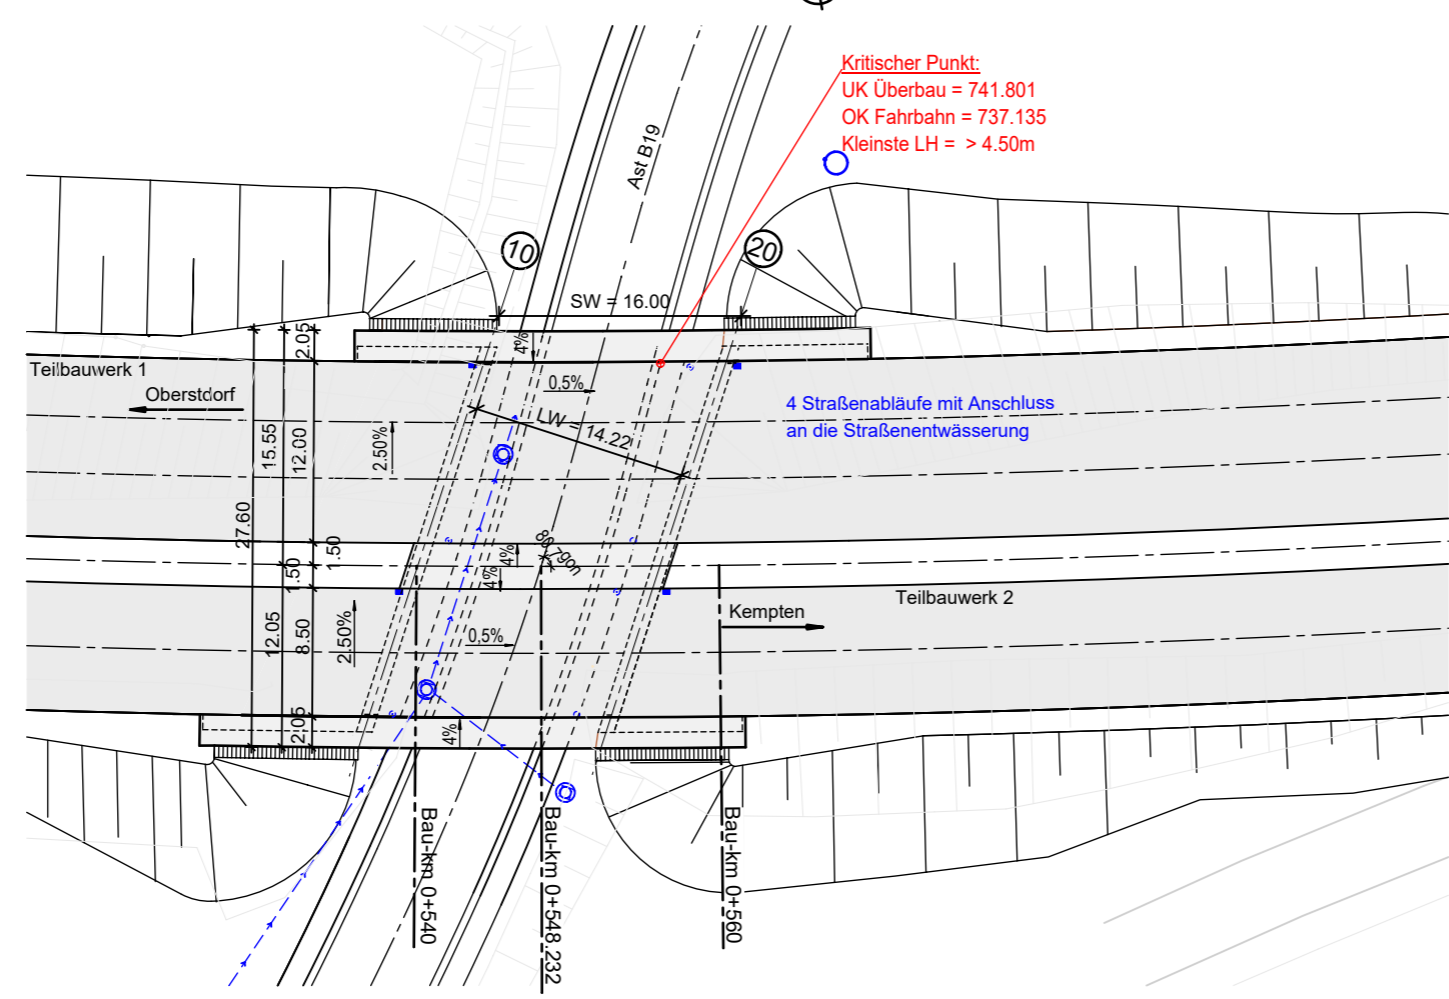 Kritischer Punkt:
UK Überbau = 741.801
OK Fahrbahn = 737.135
Kleinste LH =  > 4.50m
Ast B19
10
20
SW = 16.00
2.05
4%
Teilbauwerk 1
Oberstdorf
0,5%
LW = 14.22
4 Straßenabläufe mit Anschluss
an die Straßenentwässerung
15.55
12.00
2.50%
27.60
1.50
1.50
4%
4%
80.7gon
Teilbauwerk 2
Kempten
12.05
8.50
2.50%
0,5%
2.05
4%
Bau-km 0+540
Bau-km 0+548.232
Bau-km 0+560